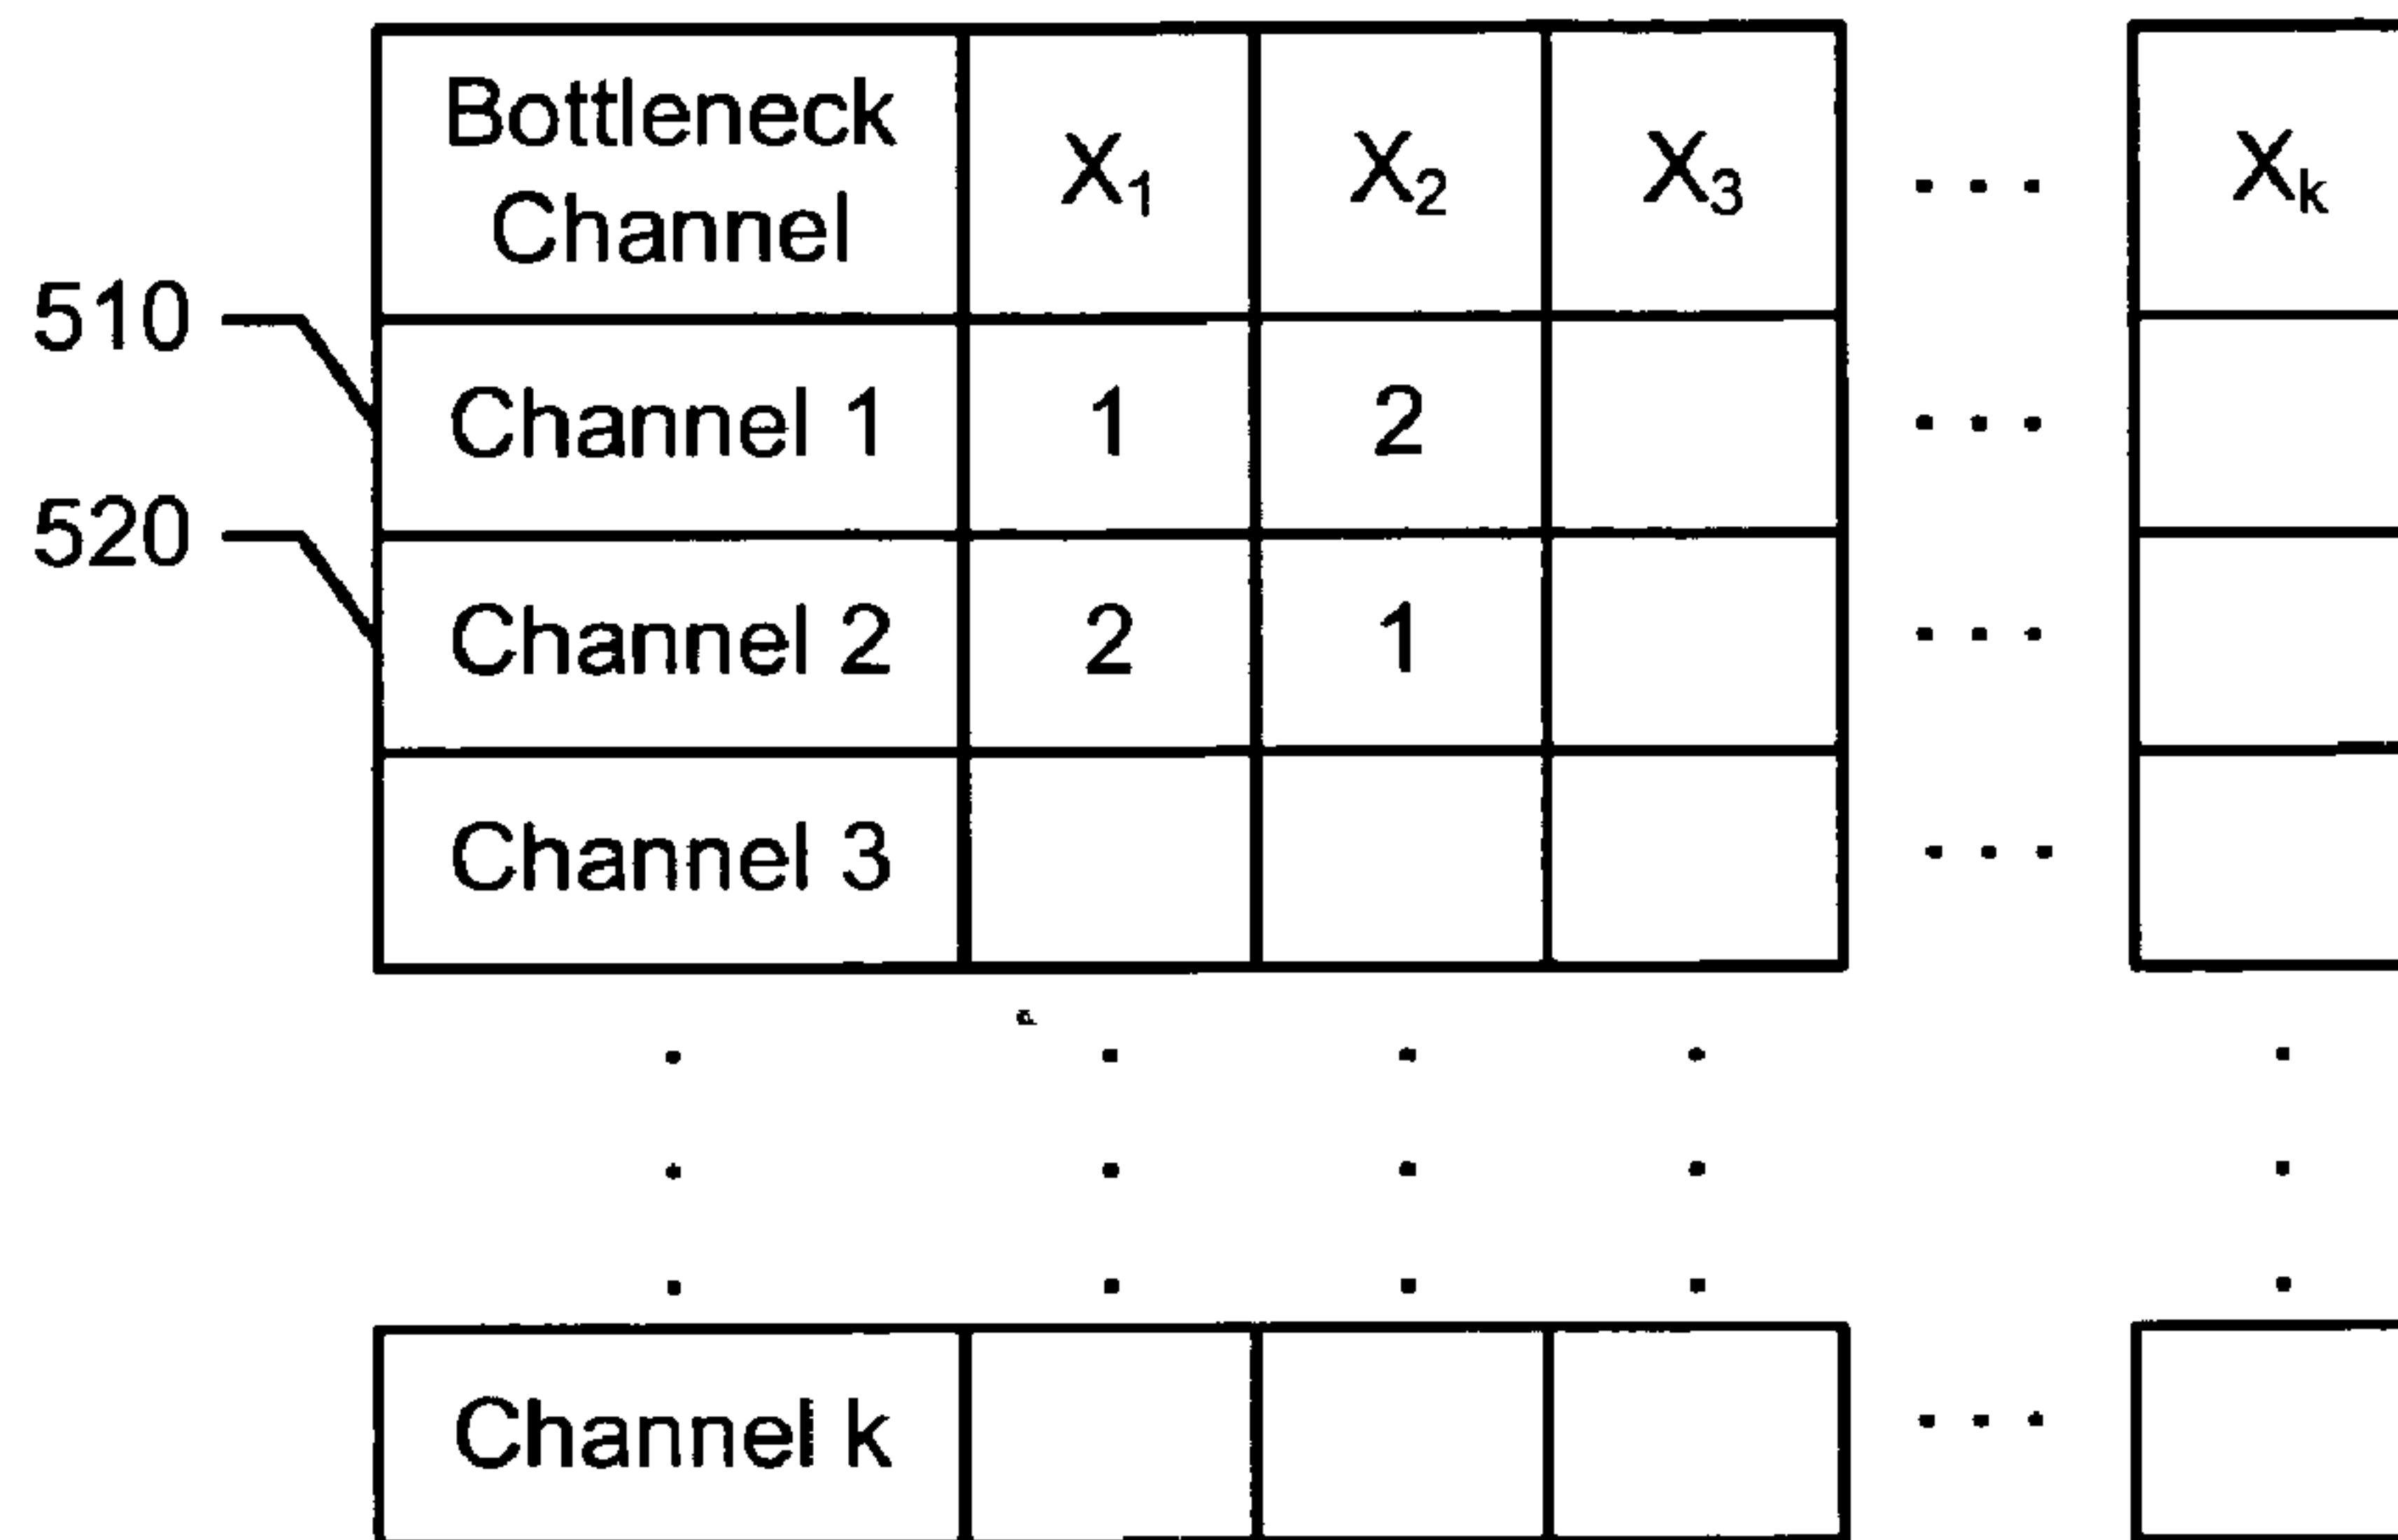 Bottleneck Channel X₁ X₂ X₃ ... Xₖ
510
Channel 1 1 2 ...
520
Channel 2 2 1 ...
Channel 3 ...
Channel k ...